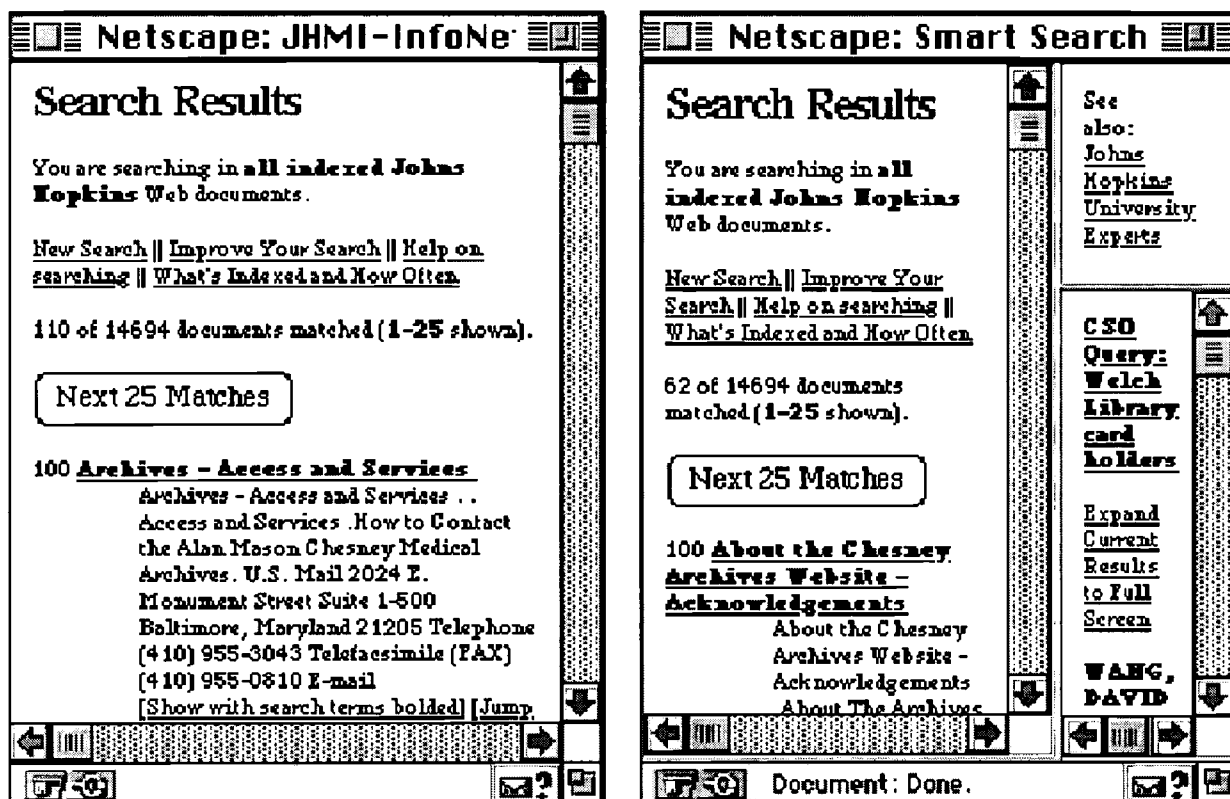 Netscape: JHMI-InfoNe
Search Results
You are searching in all indexed Johns
Hopkins Web documents.
New Search || Improve Your Search || Help on
searching || What's Indexed and How Often
110 of 14694 documents matched (1-25 shown).
Next 25 Matches
100 Archives - Access and Services
Archives - Access and Services . .
Access and Services .How to Contact
the Alan Mason Chesney Medical
Archives. U.S. Mail 2024 E.
Monument Street Suite 1-500
Baltimore, Maryland 21205 Telephone
(410) 955-3043 Telefacsimile (FAX)
(410) 955-0810 E-mail
[Show with search terms bolded] [Jump
?
Netscape: Smart Search
Search Results
You are searching in all
indexed Johns Hopkins
Web documents.
New Search || Improve Your
Search || Help on searching ||
What's Indexed and How Often
62 of 14694 documents
matched (1-25 shown).
Next 25 Matches
100 About the Chesney
Archives Website -
Acknowledgements
About the Chesney
Archives Website -
Acknowledgements
About The Archives
See
also:
Johns
Hopkins
University
Experts
CSO
Query:
Welch
Library
card
holders
Expand
Current
Results
to Full
Screen
WANG,
DAVID
Document: Done.
?